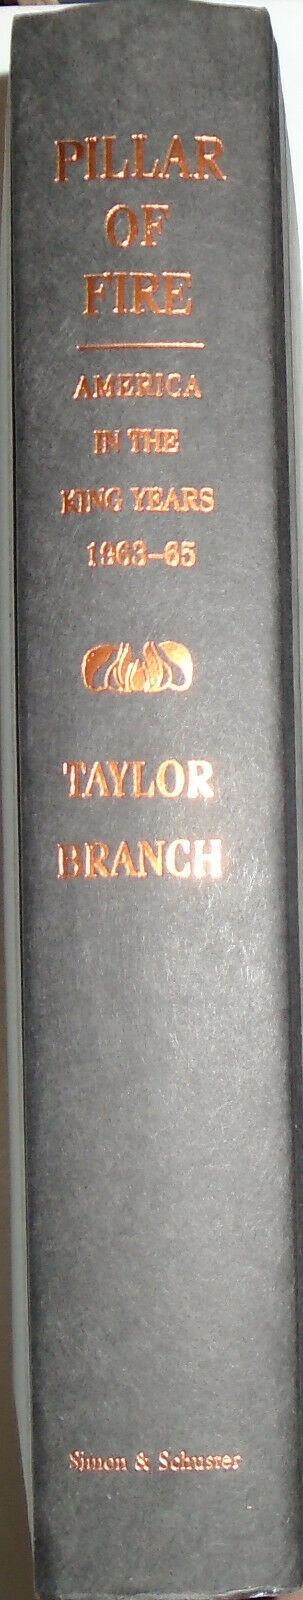 PILLAR
OF
FIRE
AMERICA
IN THE
KING YEARS
1963–65
TAYLOR
BRANCH
Simon & Schuster